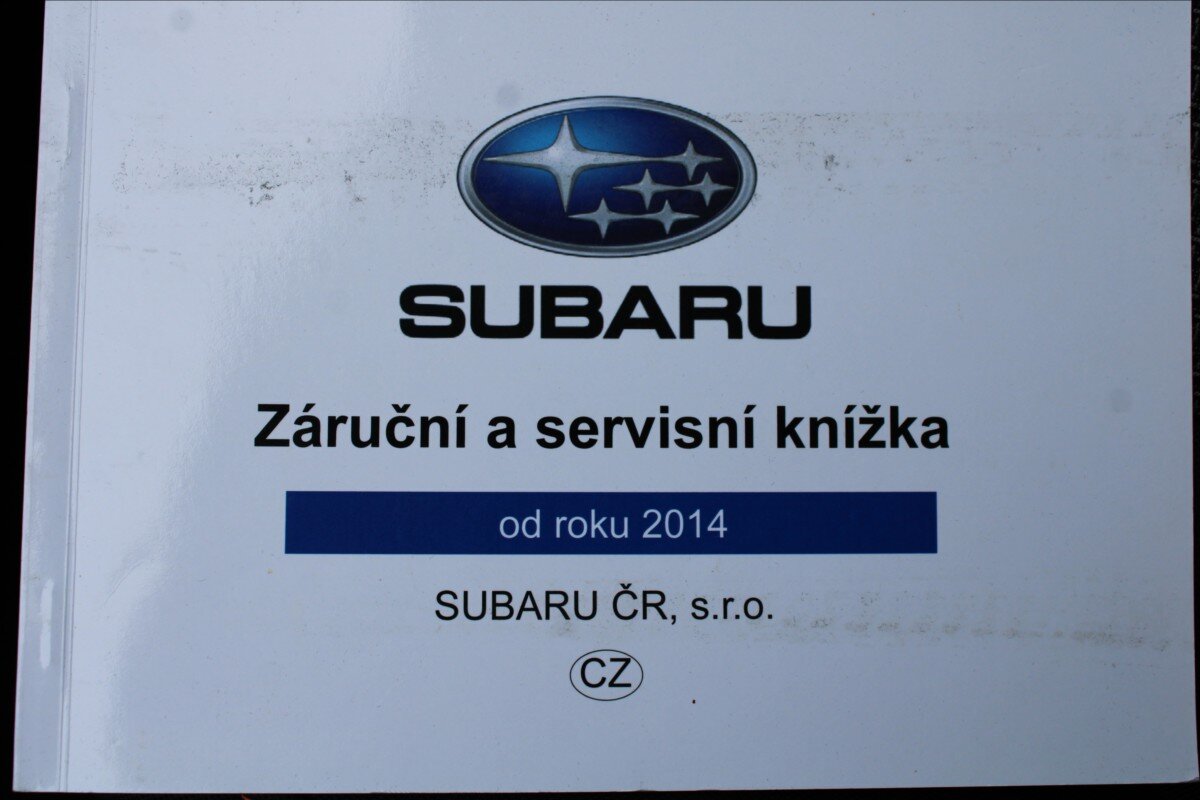 SUBARU
Záruční a servisní knížka
od roku 2014
SUBARU ČR, s.r.o.
CZ